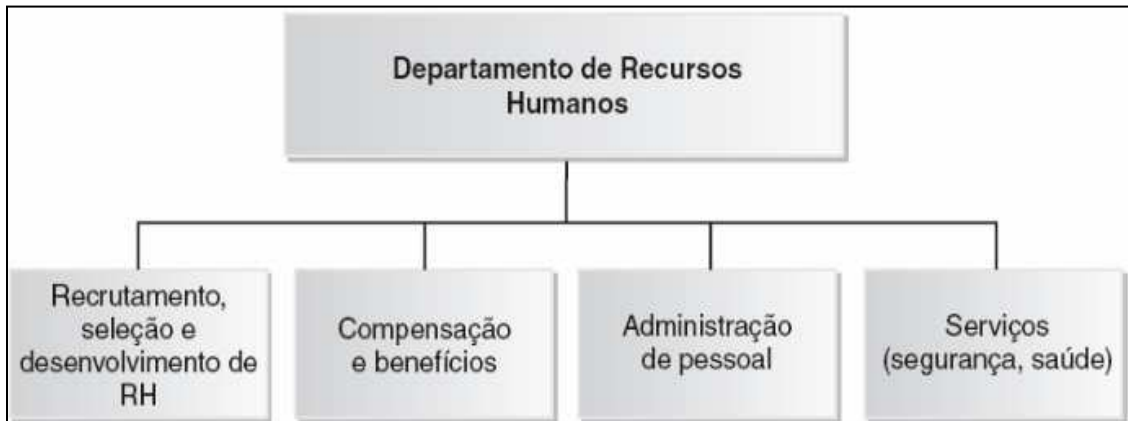 Departamento de Recursos
Humanos
Recrutamento,
seleção e
desenvolvimento de
RH
Compensação
e benefícios
Administração
de pessoal
Serviços
(segurança, saúde)